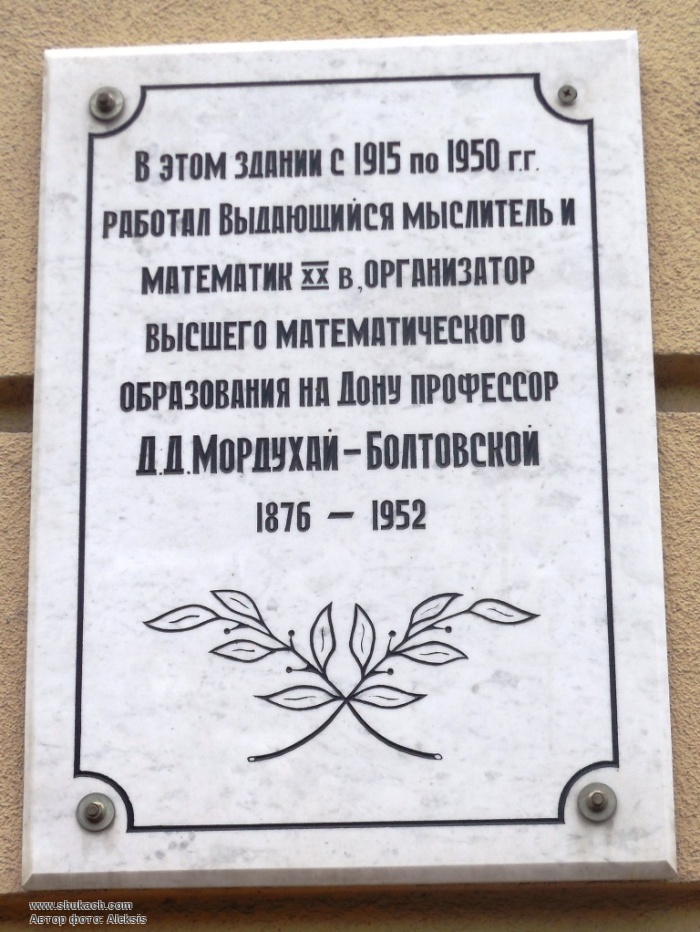 В ЭТОМ ЗДАНИИ С 1915 по 1950 г.г.
РАБОТАЛ ВЫДАЮЩИЙСЯ МЫСЛИТЕЛЬ И
МАТЕМАТИК XX в, ОРГАНИЗАТОР
ВЫСШЕГО МАТЕМАТИЧЕСКОГО
ОБРАЗОВАНИЯ НА ДОНУ ПРОФЕССОР
Д.Д. МОРДУХАЙ – БОЛТОВСКОЙ
1876 – 1952
www.shukach.com
Автор фото: Aleksis